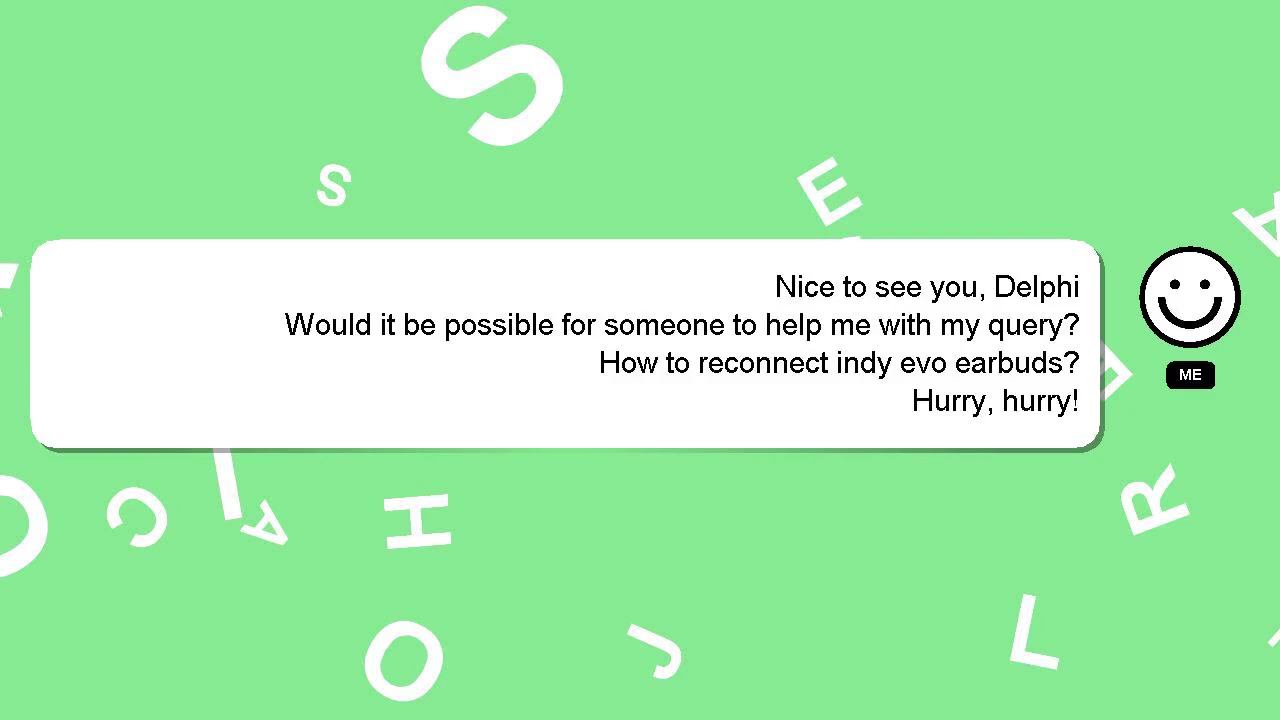 Nice to see you, Delphi
Would it be possible for someone to help me with my query?
How to reconnect indy evo earbuds?
Hurry, hurry!
ME
S
S
E
A
E
C
I
A
H
R
O
O
J
L